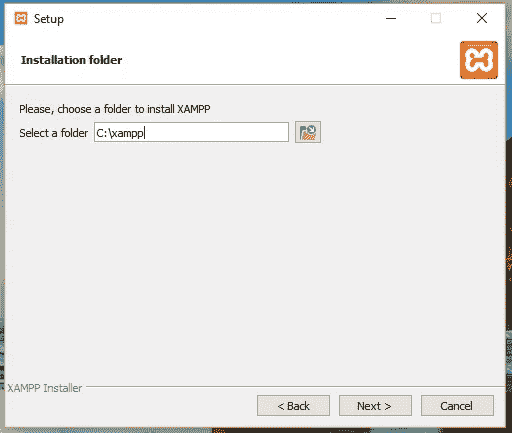 Setup
Installation folder
Please, choose a folder to install XAMPP
Select a folder C:\xampp
XAMPP Installer
< Back Next > Cancel